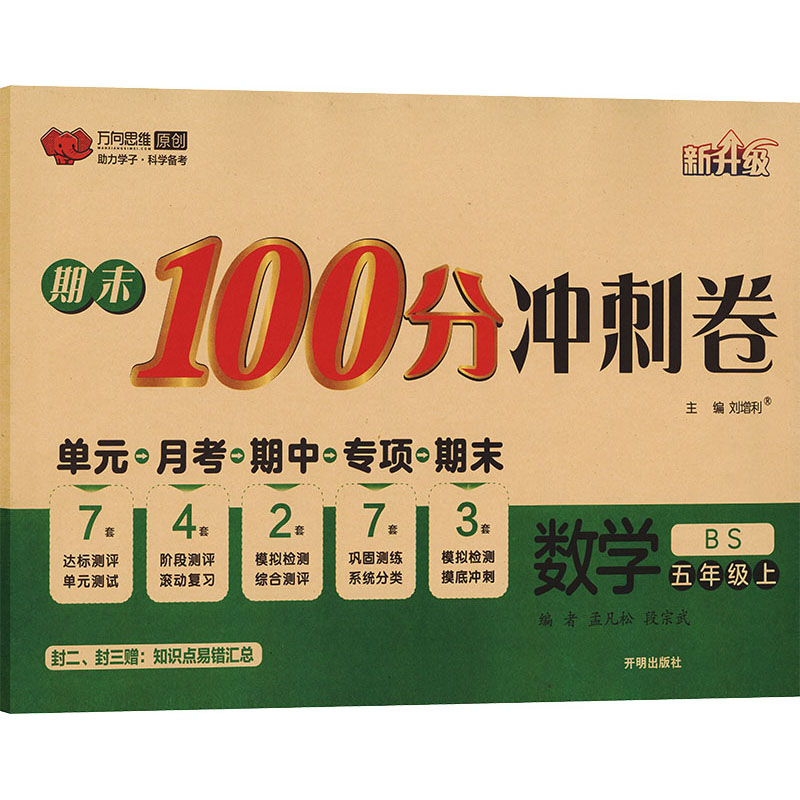 万向思维 原创
WANXIANGSIWEI.COM
助力学子·科学备考
新升级
期末100分冲刺卷
主 编 刘增利®
单元→月考→期中→专项→期末
7套
达标测评
单元测试
4套
阶段测评
滚动复习
2套
模拟检测
综合测评
7套
巩固测练
系统分类
3套
模拟检测
摸底冲刺
数学
BS
五年级上
编 者 孟凡松 段宗武
封二、封三赠：知识点易错汇总
开明出版社